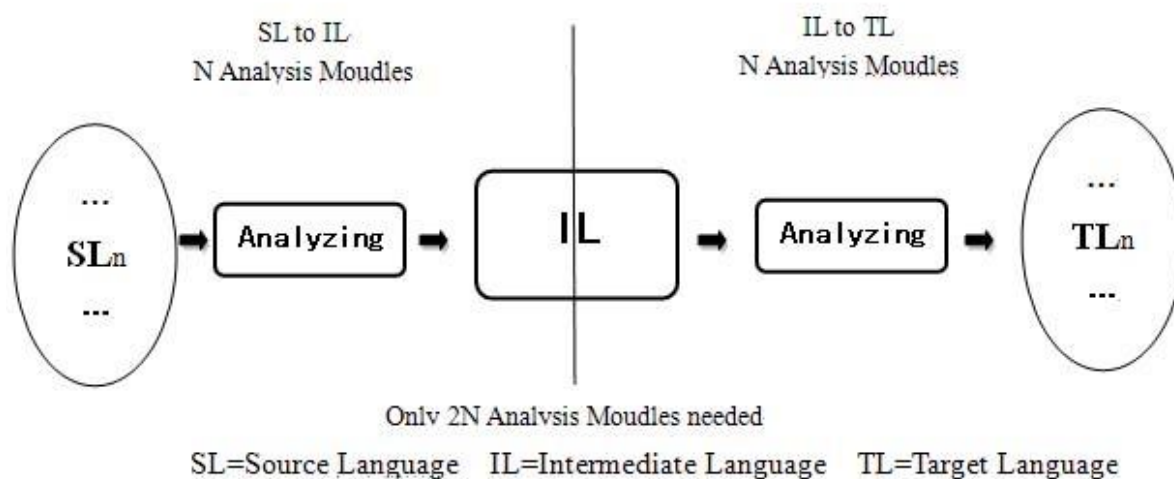 SL to IL
N Analysis Moudles
IL to TL
N Analysis Moudles
...
SLn
...
Analyzing
IL
Analyzing
...
TLn
...
Only 2N Analysis Moudles needed
SL=Source Language IL=Intermediate Language TL=Target Language